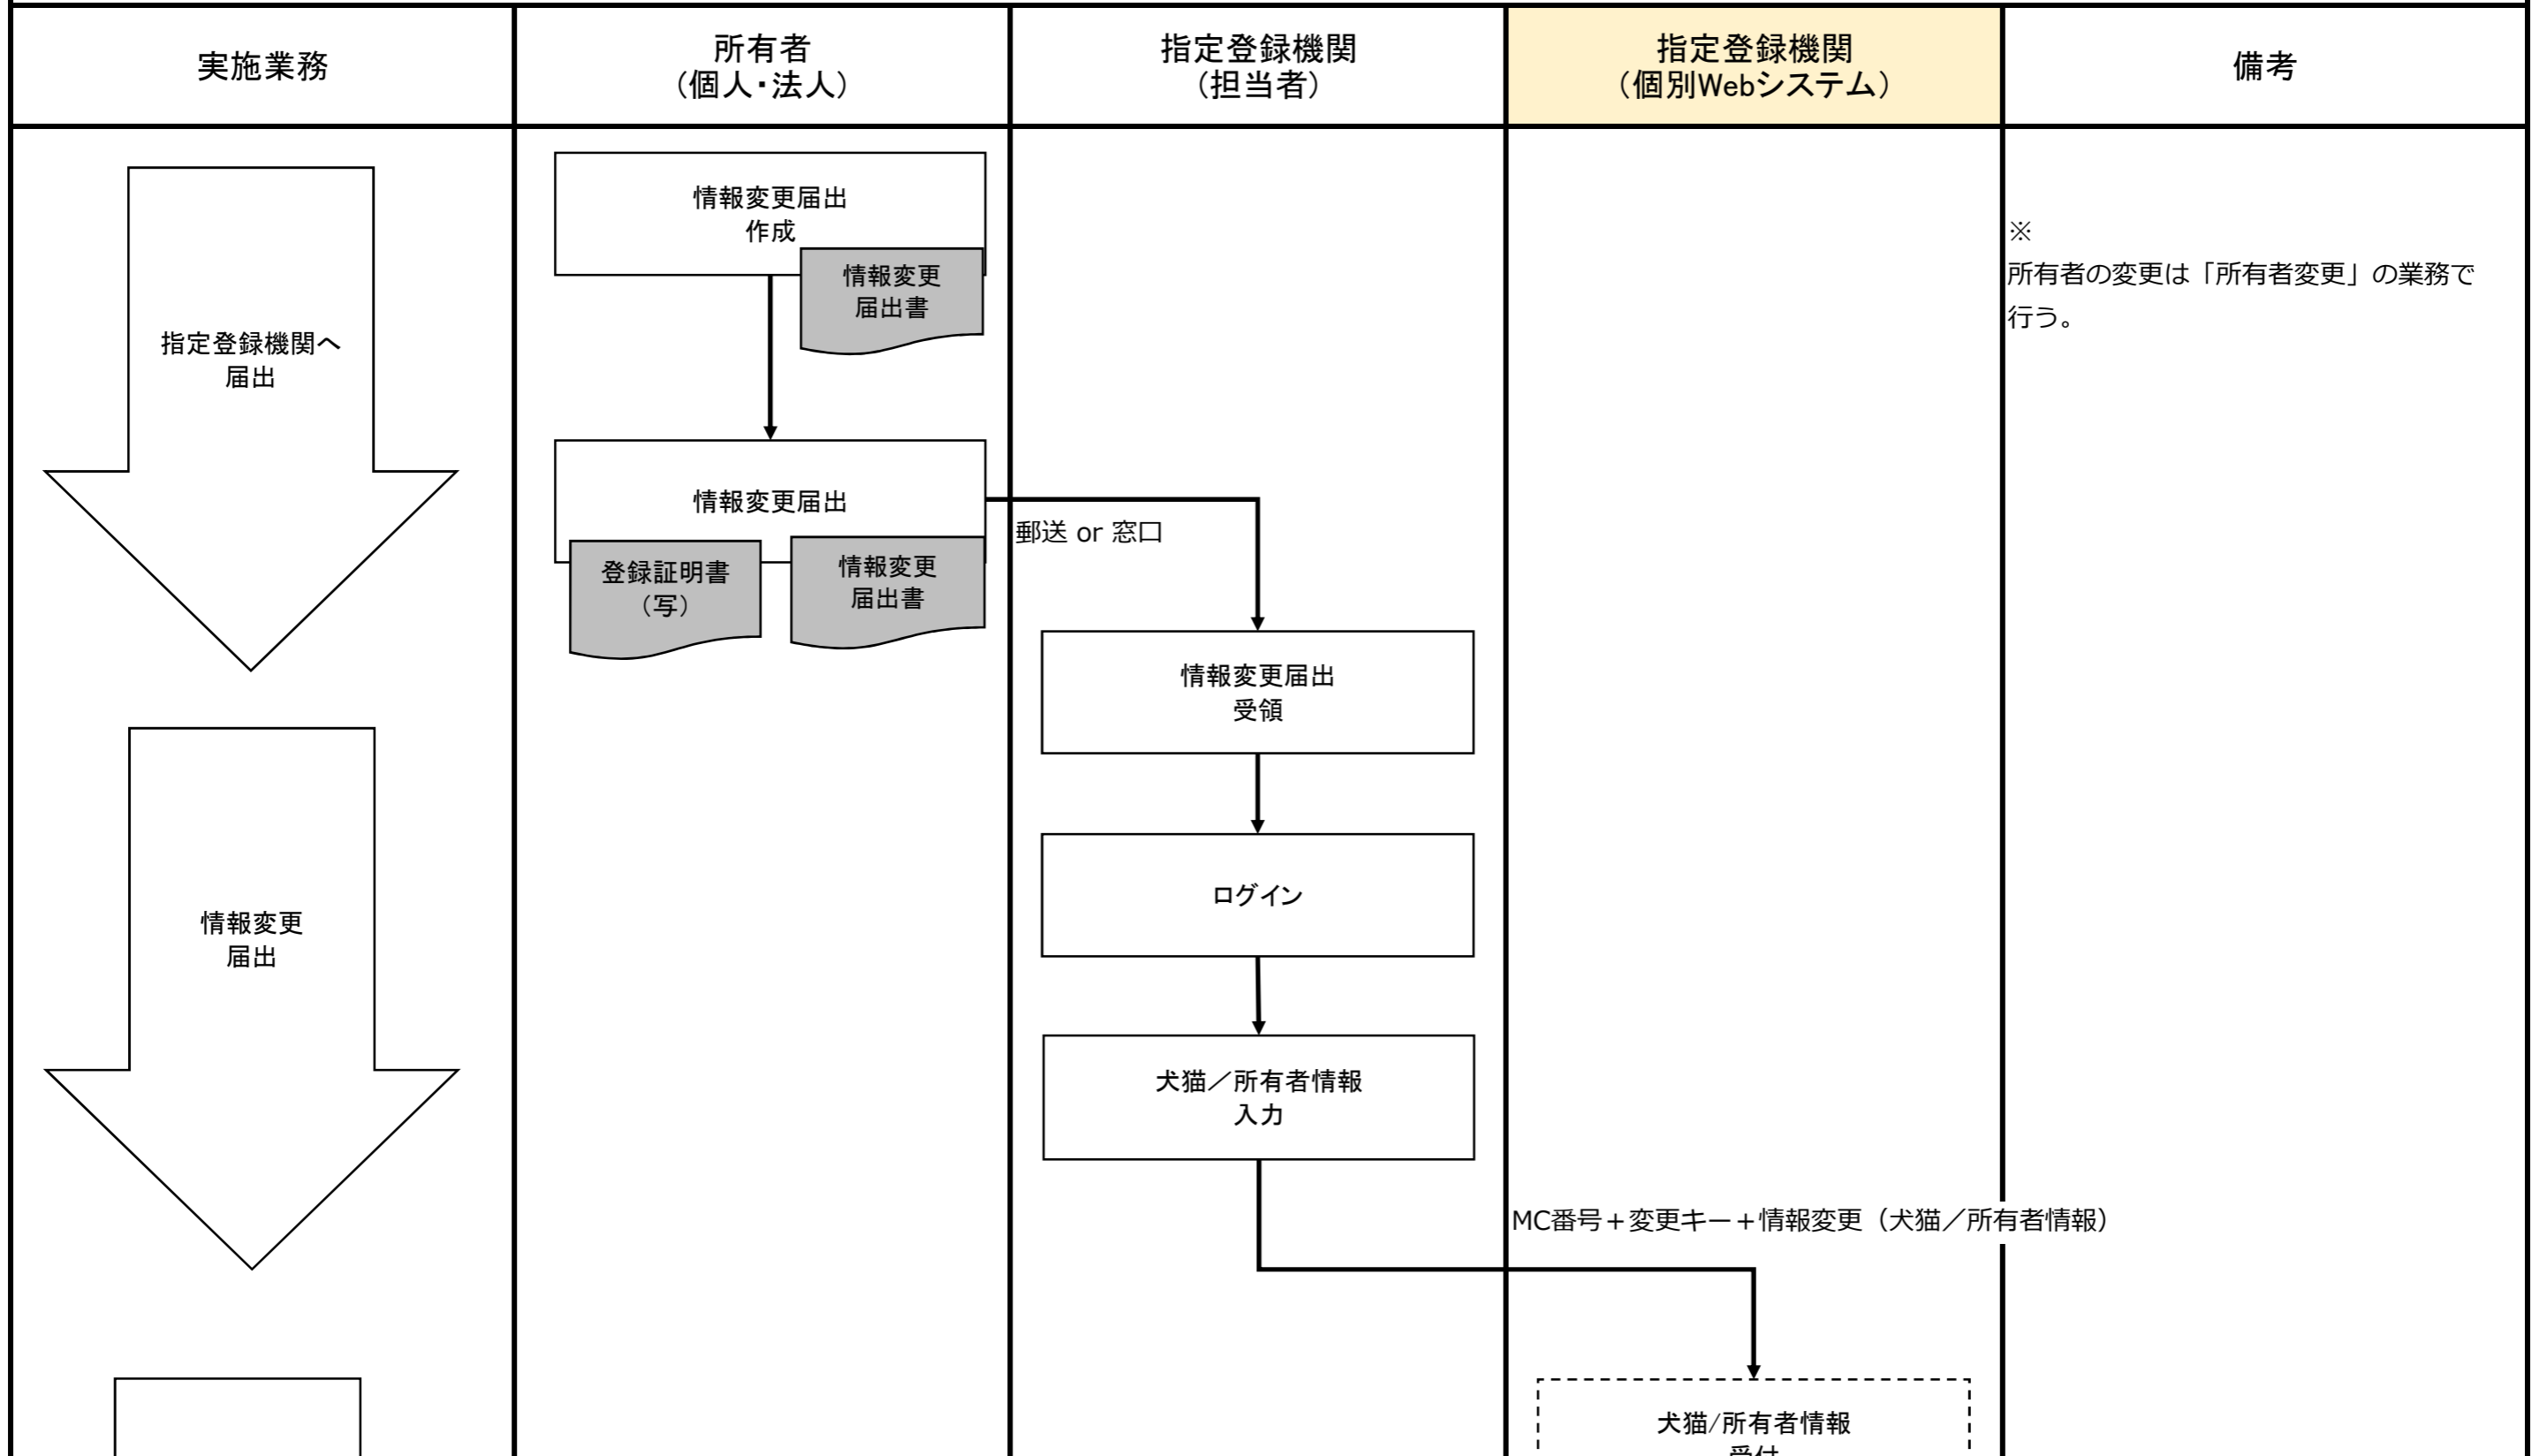 実施業務
所有者
（個人・法人）
指定登録機関
（担当者）
指定登録機関
（個別Webシステム）
備考
指定登録機関へ
届出
情報変更届出
作成
情報変更
届出書
※
所有者の変更は「所有者変更」の業務で
行う。
情報変更届出
郵送 or 窓口
登録証明書
（写）
情報変更
届出書
情報変更届出
受領
情報変更
届出
ログイン
犬猫／所有者情報
入力
MC番号＋変更キー＋情報変更（犬猫／所有者情報）
犬猫/所有者情報
受付